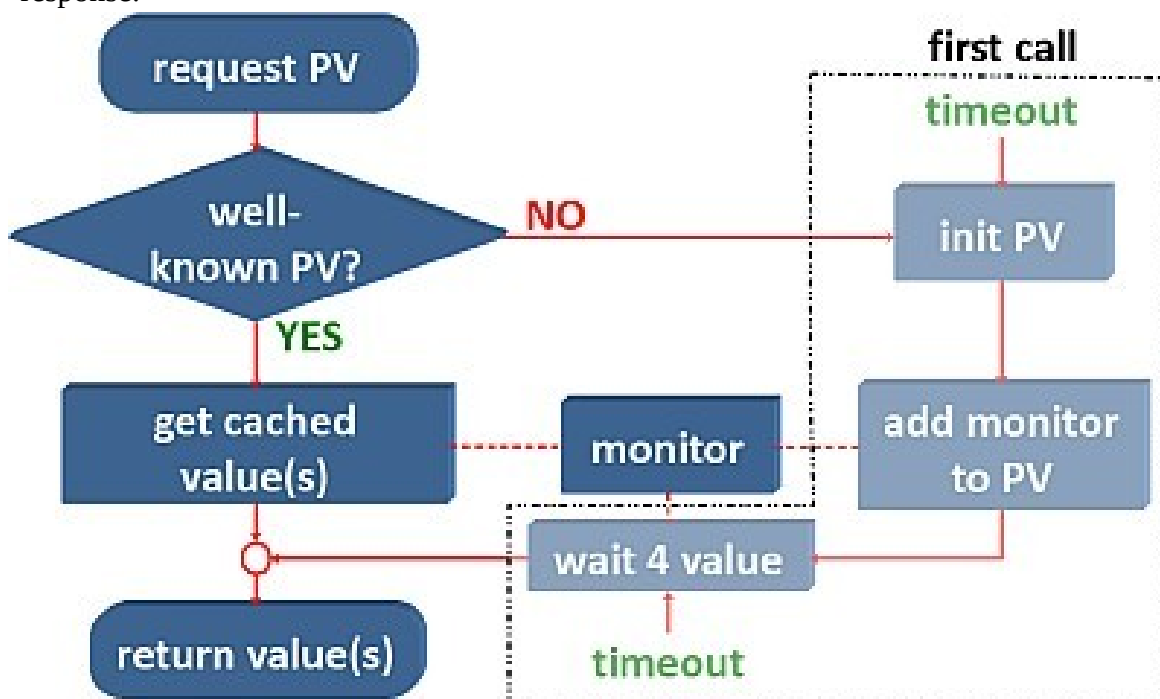 response.
request PV
first call
timeout
well-
known PV?
NO
init PV
YES
get cached
value(s)
monitor
add monitor
to PV
wait 4 value
return value(s)
timeout